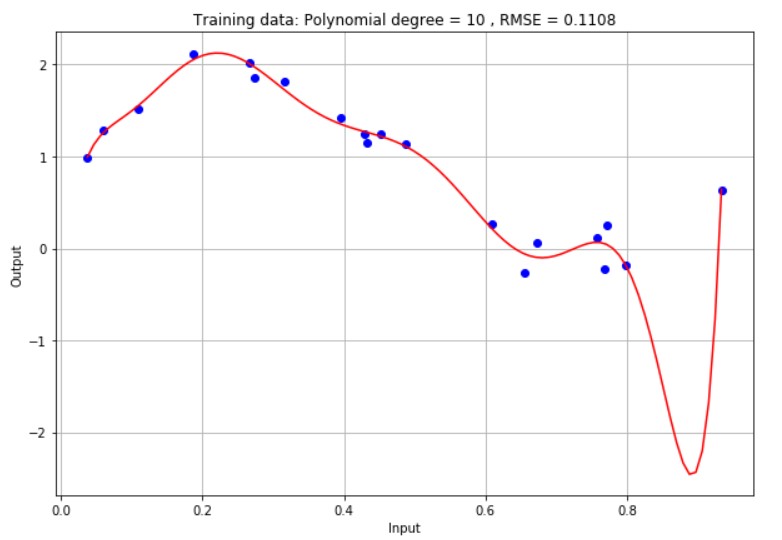 Training data: Polynomial degree = 10 , RMSE = 0.1108
2
1
0
−1
−2
Output
0.0 0.2 0.4 0.6 0.8
Input